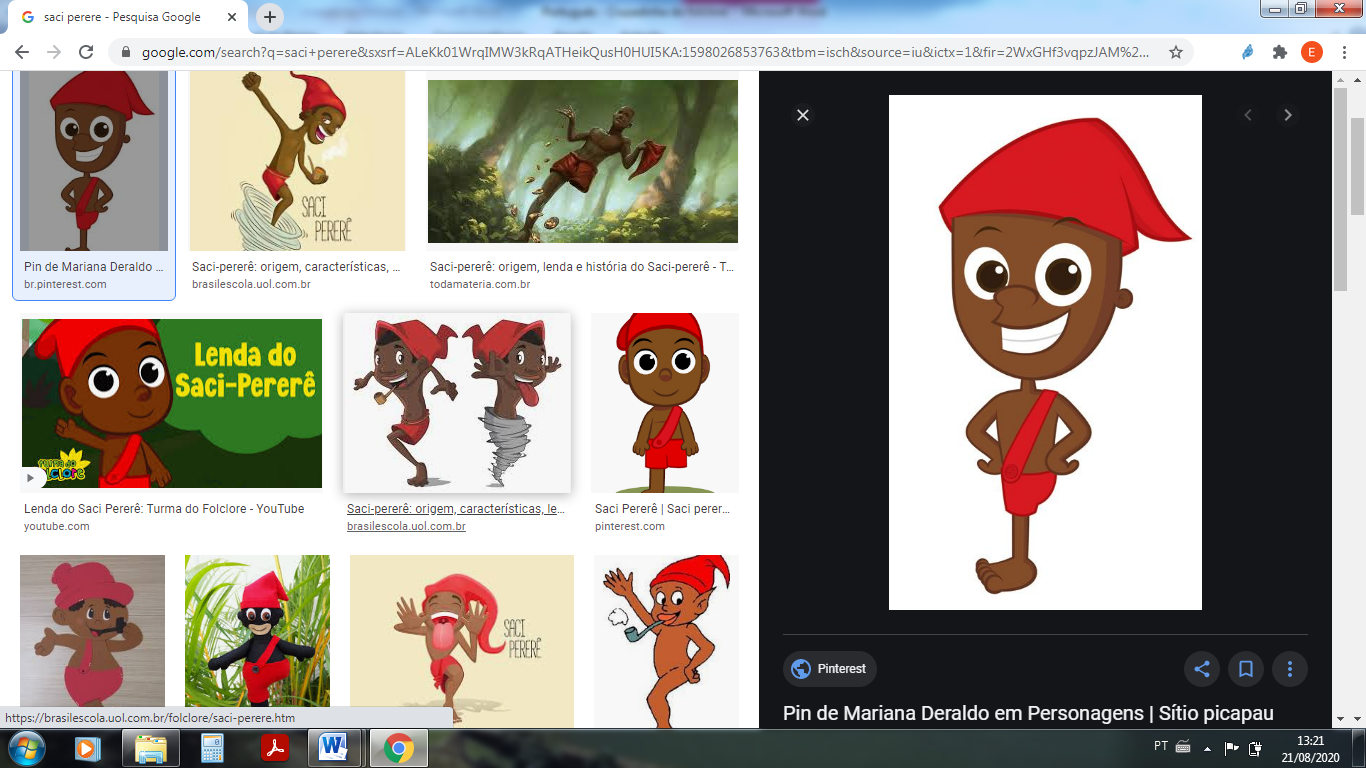 saci perere - Pesquisa Google
google.com/search?q=saci+perere&sxsrf=ALeKk01WrqIMW3kRqATHeikQusH0HUI5KA:1598026853763&tbm=isch&source=iu&ictx=1&fir=2WxGHf3vqpzJAM%2...
E
SACI
PERERÊ
Pin de Mariana Deraldo ...
br.pinterest.com
Saci-pererê: origem, características, ...
brasilescola.uol.com.br
Saci-pererê: origem, lenda e história do Saci-pererê - T...
todamateria.com.br
Lenda do
Saci-Pererê
TURMA DO
FOLCLORE
Lenda do Saci Pererê: Turma do Folclore - YouTube
youtube.com
Saci-pererê: origem, características, le...
brasilescola.uol.com.br
Saci Pererê | Saci perer...
pinterest.com
SACI
PERERÊ
Pinterest
Pin de Mariana Deraldo em Personagens | Sítio picapau
https://brasilescola.uol.com.br/folclore/saci-perere.htm
PT
13:21
21/08/2020